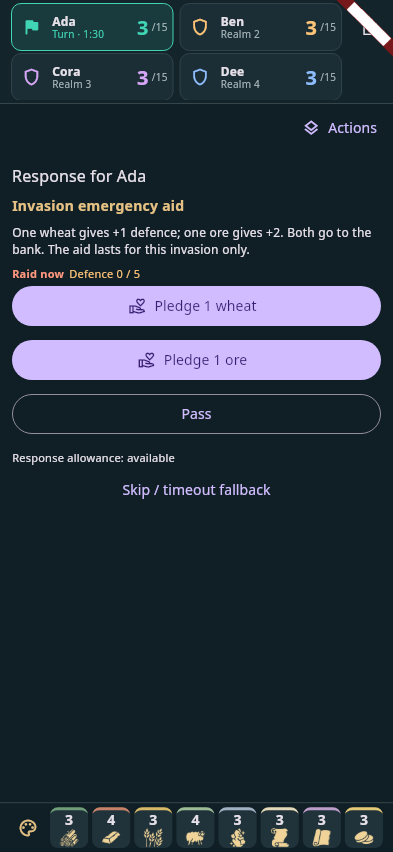 Ada
Turn · 1:30
3 /15
Ben
Realm 2
3 /15
Cora
Realm 3
3 /15
Dee
Realm 4
3 /15
Actions
Response for Ada
Invasion emergency aid
One wheat gives +1 defence; one ore gives +2. Both go to the
bank. The aid lasts for this invasion only.
Raid now Defence 0 / 5
Pledge 1 wheat
Pledge 1 ore
Pass
Response allowance: available
Skip / timeout fallback
3 4 3 4 3 3 3 3